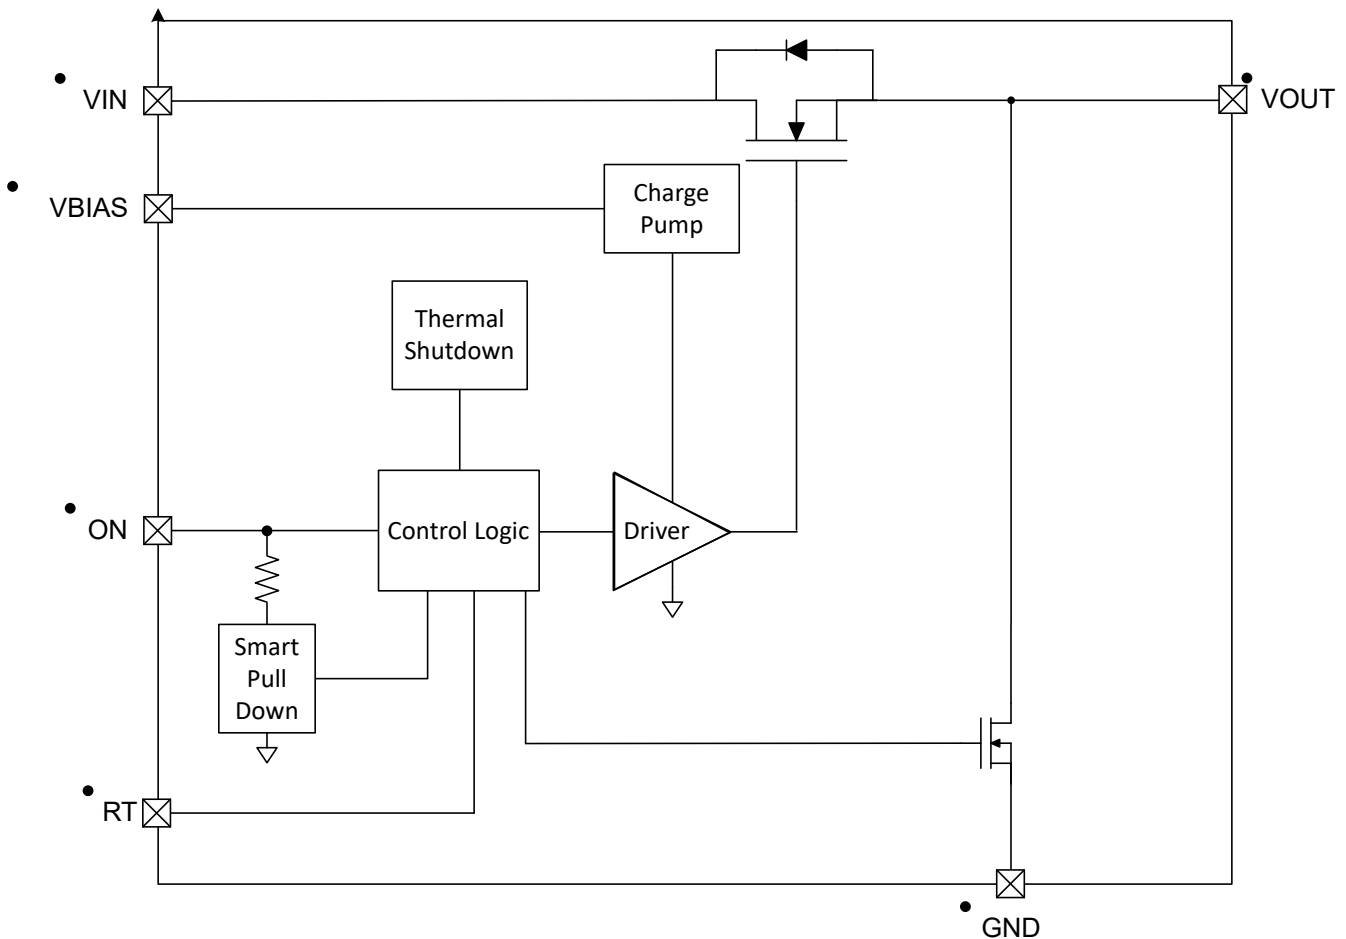 VIN
VOUT
VBIAS
Charge
Pump
Thermal
Shutdown
ON
Control Logic
Driver
Smart
Pull
Down
RT
GND